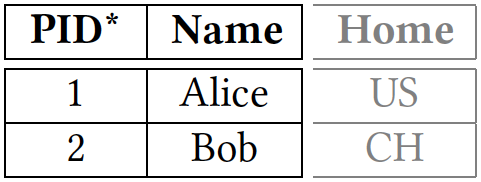 PID* Name Home
1 Alice US
2 Bob CH